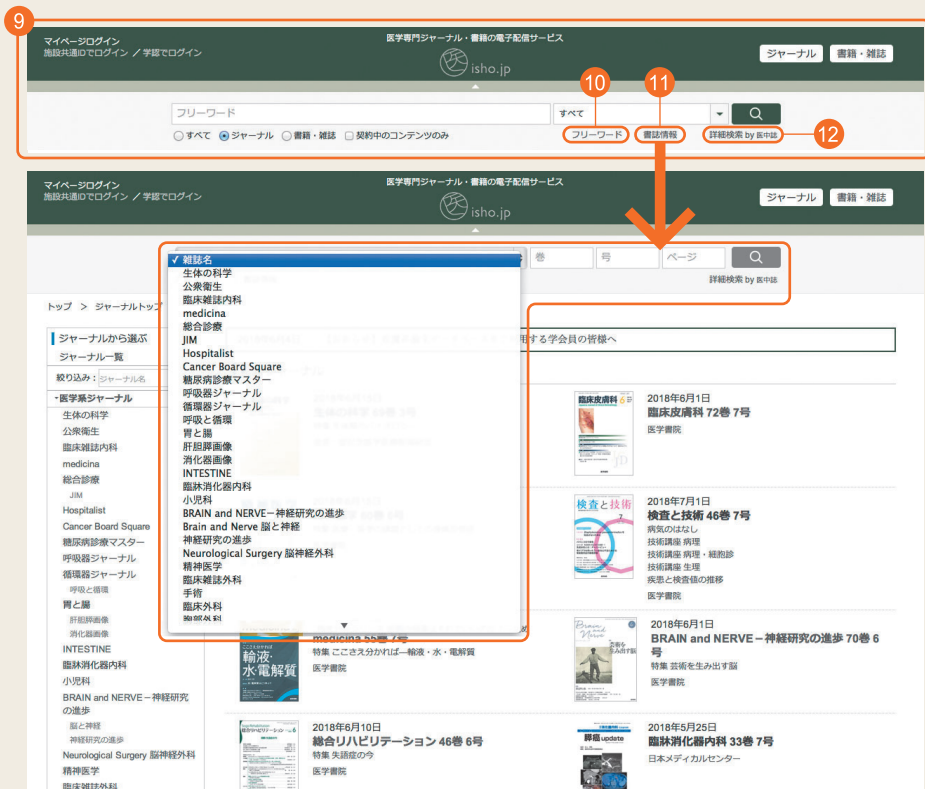 9
マイページログイン
施設共通IDでログイン ／ 学認でログイン
医学専門ジャーナル・書籍の電子配信サービス
医 isho.jp
ジャーナル
書籍・雑誌
10
11
フリーワード
すべて
すべて ジャーナル 書籍・雑誌 契約中のコンテンツのみ
フリーワード
書誌情報
詳細検索 by 医中誌
12
マイページログイン
施設共通IDでログイン ／ 学認でログイン
医学専門ジャーナル・書籍の電子配信サービス
医 isho.jp
ジャーナル
書籍・雑誌
✓ 雑誌名
巻
号
ページ
詳細検索 by 医中誌
生体の科学
公衆衛生
臨床雑誌内科
medicina
総合診療
JIM
Hospitalist
Cancer Board Square
糖尿病診療マスター
呼吸器ジャーナル
循環器ジャーナル
呼吸と循環
胃と腸
肝胆膵画像
消化器画像
INTESTINE
臨牀消化器内科
小児科
BRAIN and NERVE－神経研究の進歩
Brain and Nerve 脳と神経
神経研究の進歩
Neurological Surgery 脳神経外科
精神医学
臨床雑誌外科
手術
臨床外科
胸部外科
トップ ＞ ジャーナルトップ
ジャーナルから選ぶ
ジャーナル一覧
絞り込み：ジャーナル名
医学系ジャーナル
生体の科学
公衆衛生
臨床雑誌内科
medicina
総合診療
JIM
Hospitalist
Cancer Board Square
糖尿病診療マスター
呼吸器ジャーナル
循環器ジャーナル
呼吸と循環
胃と腸
肝胆膵画像
消化器画像
INTESTINE
臨牀消化器内科
小児科
BRAIN and NERVE－神経研究
の進歩
脳と神経
神経研究の進歩
Neurological Surgery 脳神経外科
精神医学
臨床雑誌外科
用する学会員の皆様へ
臨床皮膚科 6
2018年6月1日
臨床皮膚科 72巻 7号
医学書院
検査と技術
7
2018年7月1日
検査と技術 46巻 7号
病気のはなし
技術講座 病理
技術講座 病理・細胞診
技術講座 生理
疾患と検査値の推移
医学書院
輸液・
水・電解質
medicina 55巻 7号
特集 ここさえ分かれば―輸液・水・電解質
医学書院
Brain and Nerve
2018年6月1日
BRAIN and NERVE－神経研究の進歩 70巻 6
号
特集 芸術を生み出す脳
医学書院
総合リハビリテーション 6
2018年6月10日
総合リハビリテーション 46巻 6号
特集 失語症の今
医学書院
膵癌 update
2018年5月25日
臨牀消化器内科 33巻 7号
日本メディカルセンター